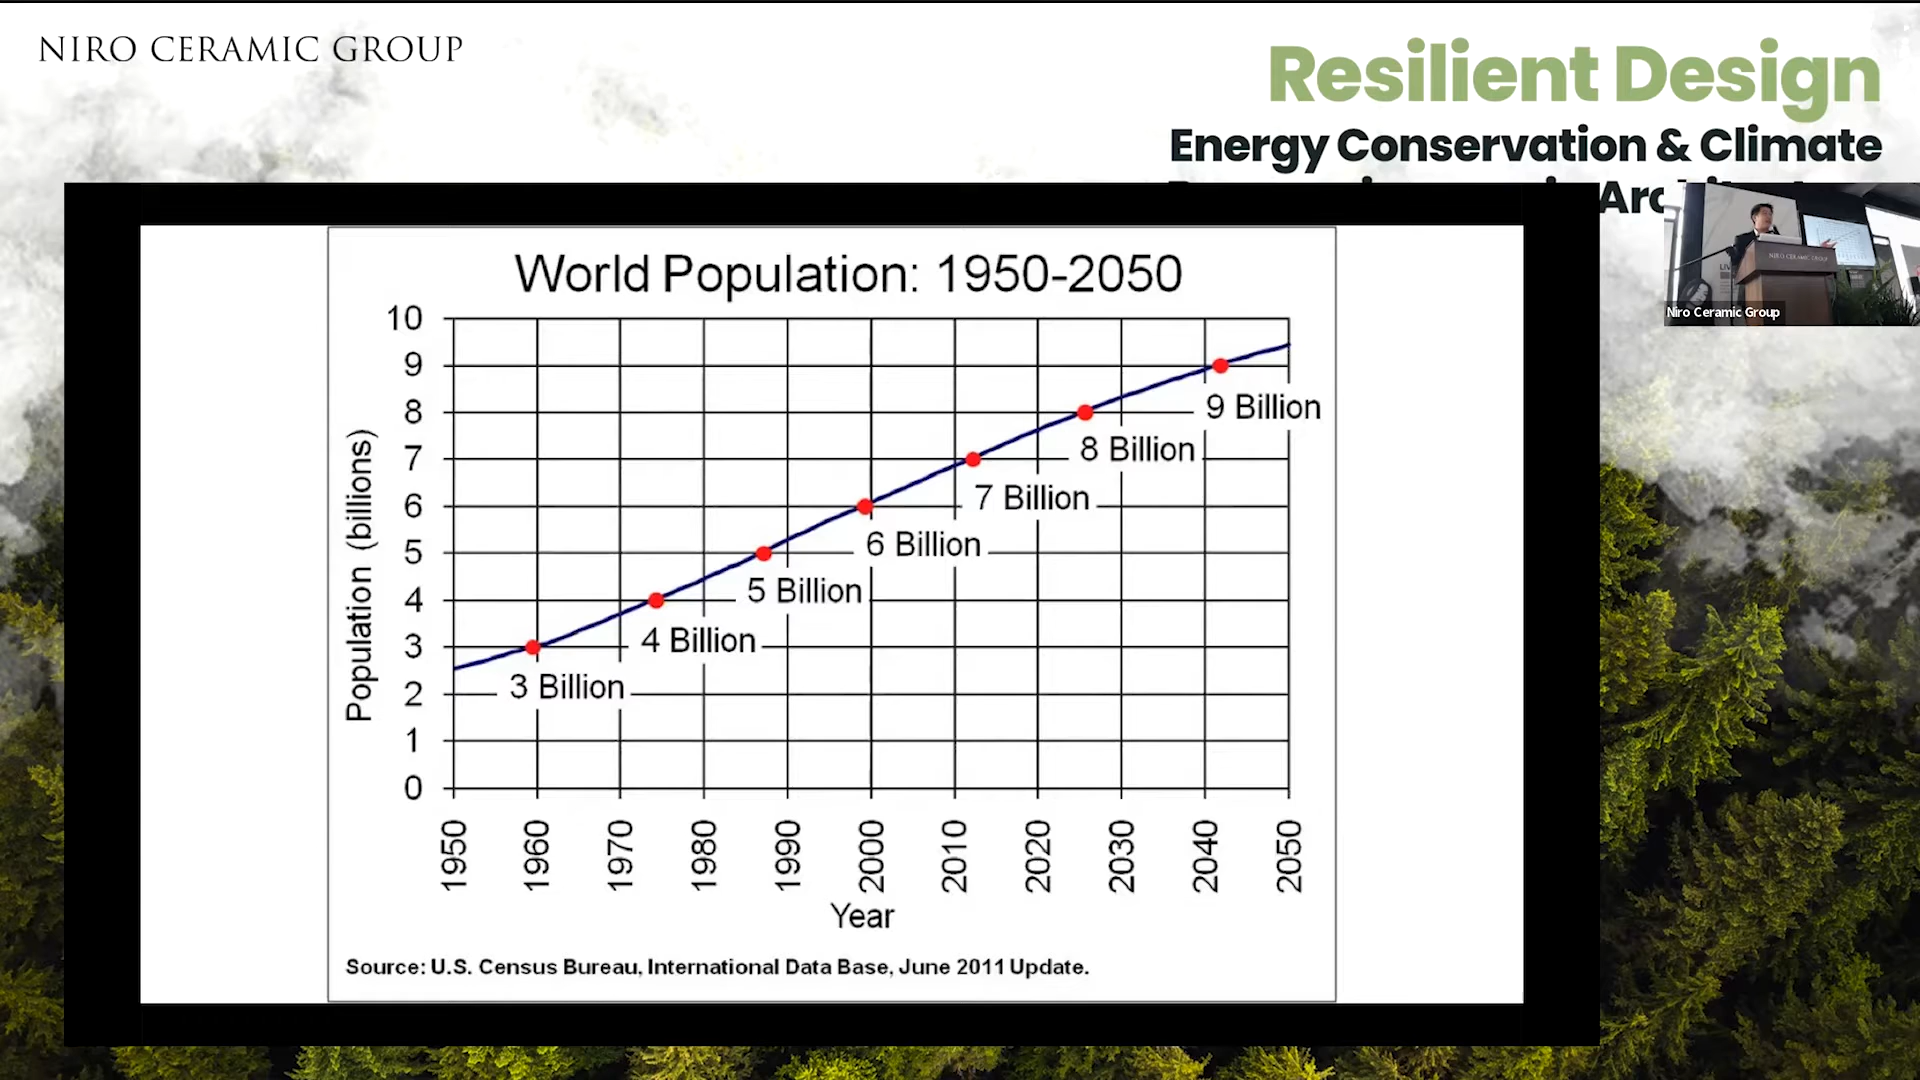 NIRO CERAMIC GROUP
Resilient Design
Energy Conservation & Climate
World Population: 1950-2050
Population (billions)
10
9
8
7
6
5
4
3
2
1
0
3 Billion
4 Billion
5 Billion
6 Billion
7 Billion
8 Billion
9 Billion
1950
1960
1970
1980
1990
2000
2010
2020
2030
2040
2050
Year
Source: U.S. Census Bureau, International Data Base, June 2011 Update.
NIRO CERAMIC GROUP
Niro Ceramic Group